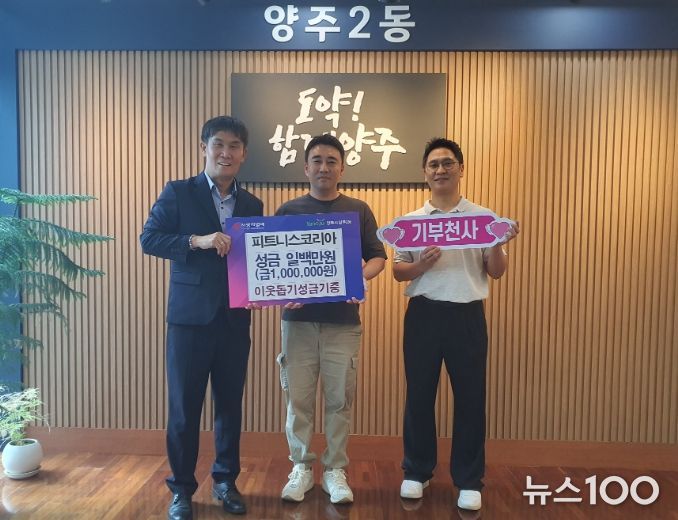 양주2동
도약!
함께양주
피트니스코리아
성금 일백만원
(금1,000,000원)
이웃돕기성금기증
기부천사
뉴스100